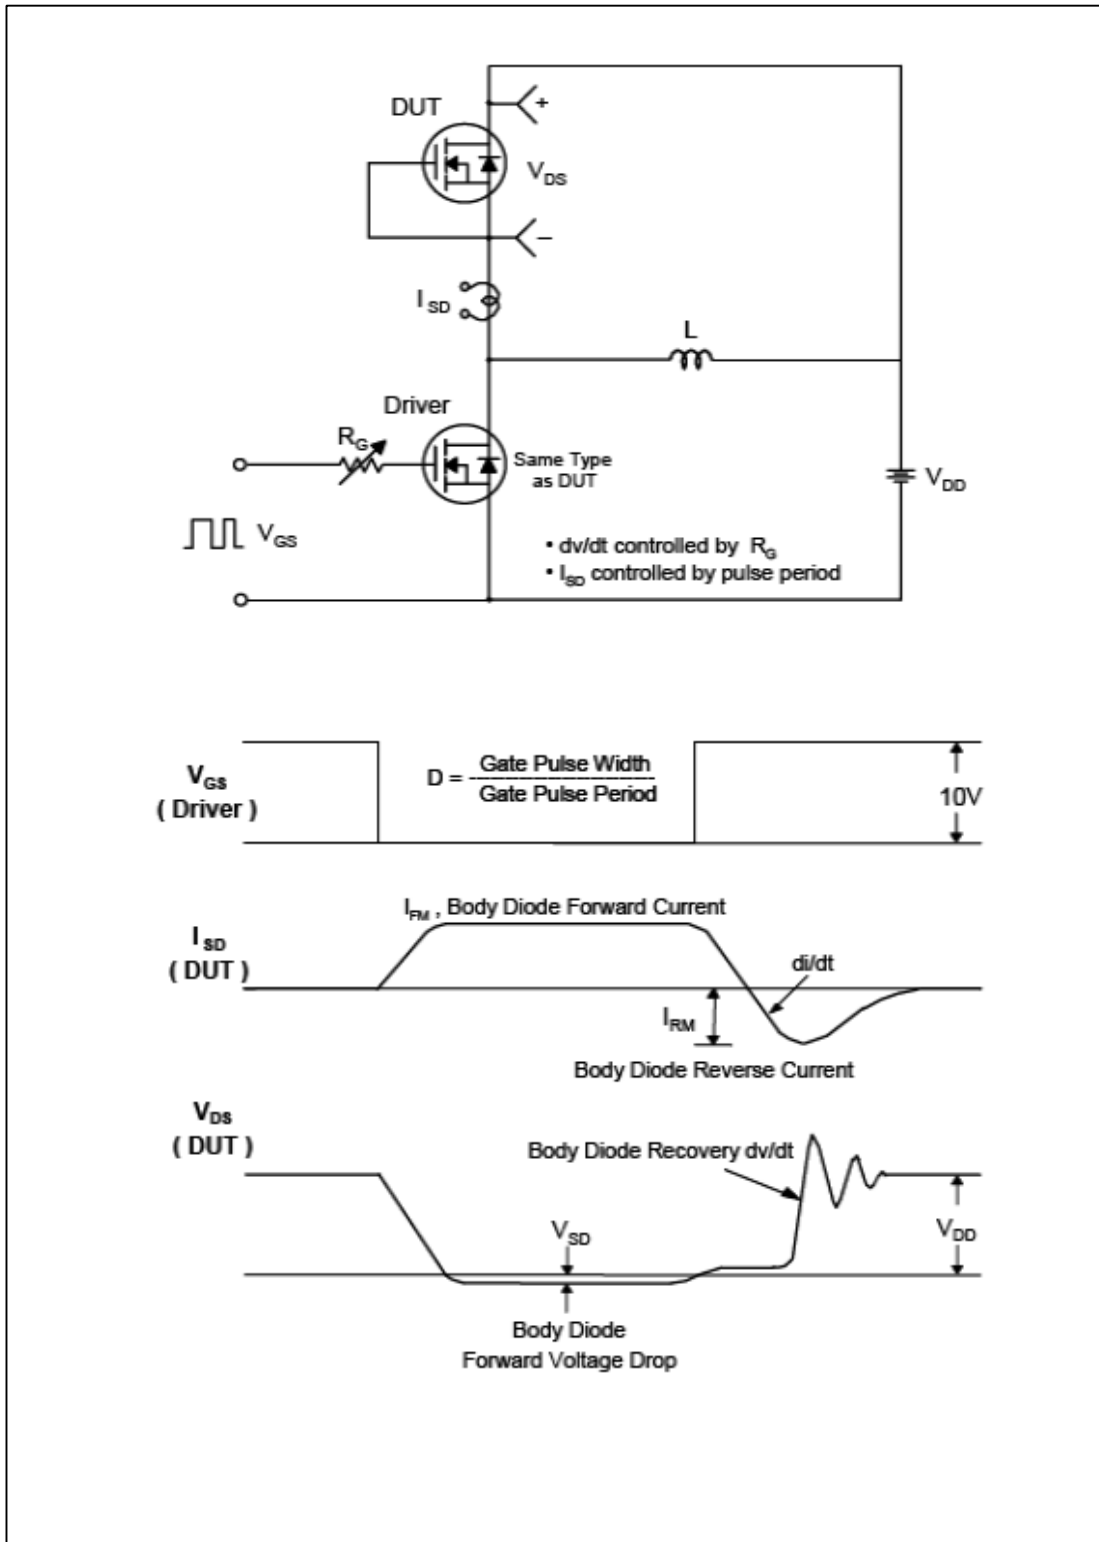 DUT
+
V_DS
–
I_SD
L
Driver
R_G
Same Type
as DUT
V_DD
V_GS
• dv/dt controlled by R_G
• I_SD controlled by pulse period
V_GS
( Driver )
D = Gate Pulse Width
Gate Pulse Period
10V
I_FM , Body Diode Forward Current
I_SD
( DUT )
di/dt
I_RM
Body Diode Reverse Current
V_DS
( DUT )
Body Diode Recovery dv/dt
V_SD
V_DD
Body Diode
Forward Voltage Drop